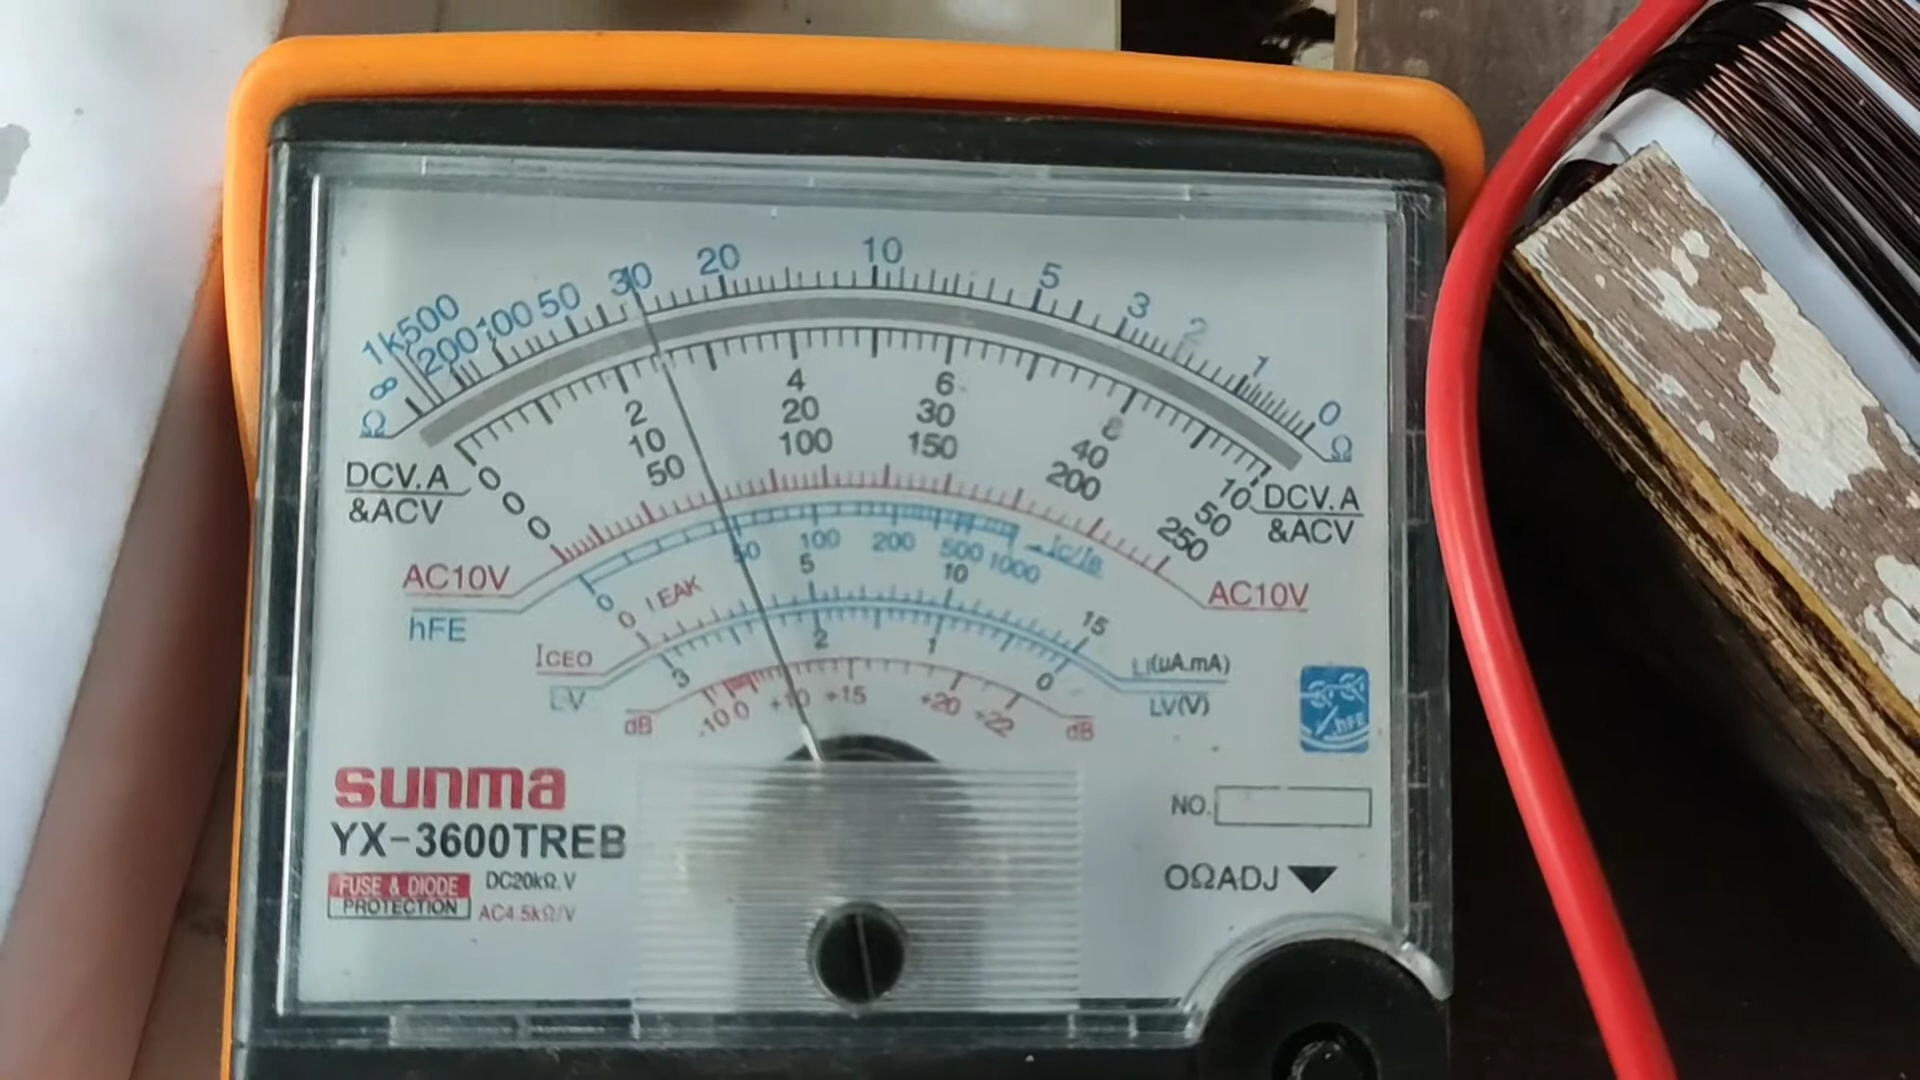 1k 500 200 100 50 30 20 10 5 3 2 1 0
∞
Ω Ω
DCV.A
&ACV
0 2 4 6 8 10
0 10 20 30 40 50
0 50 100 150 200 250
DCV.A
&ACV
AC10V AC10V
hFE
0 50 100 200 500 1000 Ic/IB
0 LEAK 5 10 15
ICEO LI(μA.mA)
3 2 1 0
LV LV(V)
dB -10 0 +10 +15 +20 +22 dB
hFE
sunma
YX-3600TREB
FUSE & DIODE
PROTECTION
DC20kΩ.V
AC4.5kΩ/V
NO.
OΩADJ